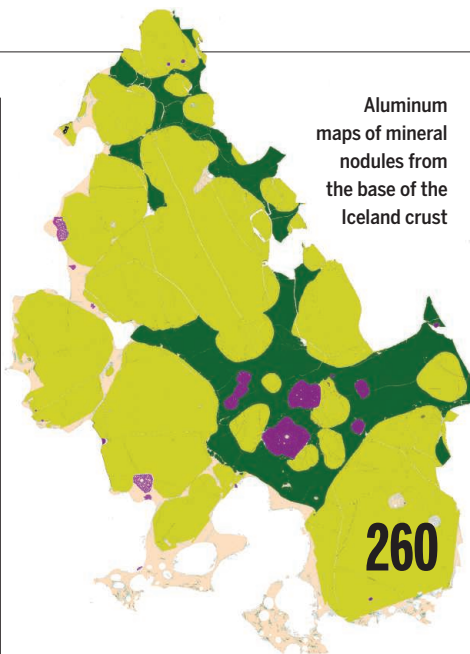 Aluminum
maps of mineral
nodules from
the base of the
Iceland crust
260